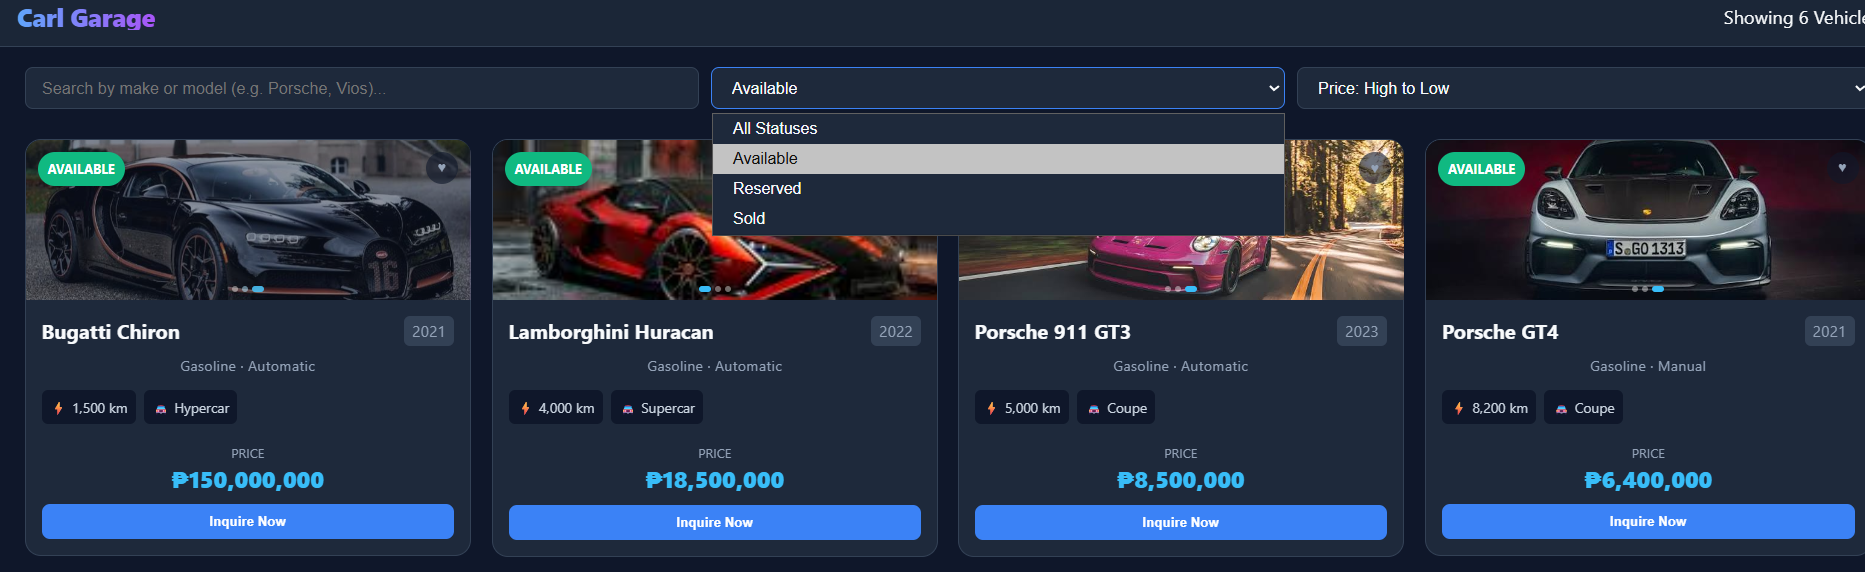 Carl Garage
Showing 6 Vehicle
Search by make or model (e.g. Porsche, Vios)...
Available
Price: High to Low
All Statuses
Available
Reserved
Sold
AVAILABLE
16
Bugatti Chiron
2021
Gasoline · Automatic
1,500 km
Hypercar
PRICE
₱150,000,000
Inquire Now
AVAILABLE
Lamborghini Huracan
2022
Gasoline · Automatic
4,000 km
Supercar
PRICE
₱18,500,000
Inquire Now
Porsche 911 GT3
2023
Gasoline · Automatic
5,000 km
Coupe
PRICE
₱8,500,000
Inquire Now
AVAILABLE
S GO 1313
Porsche GT4
2021
Gasoline · Manual
8,200 km
Coupe
PRICE
₱6,400,000
Inquire Now